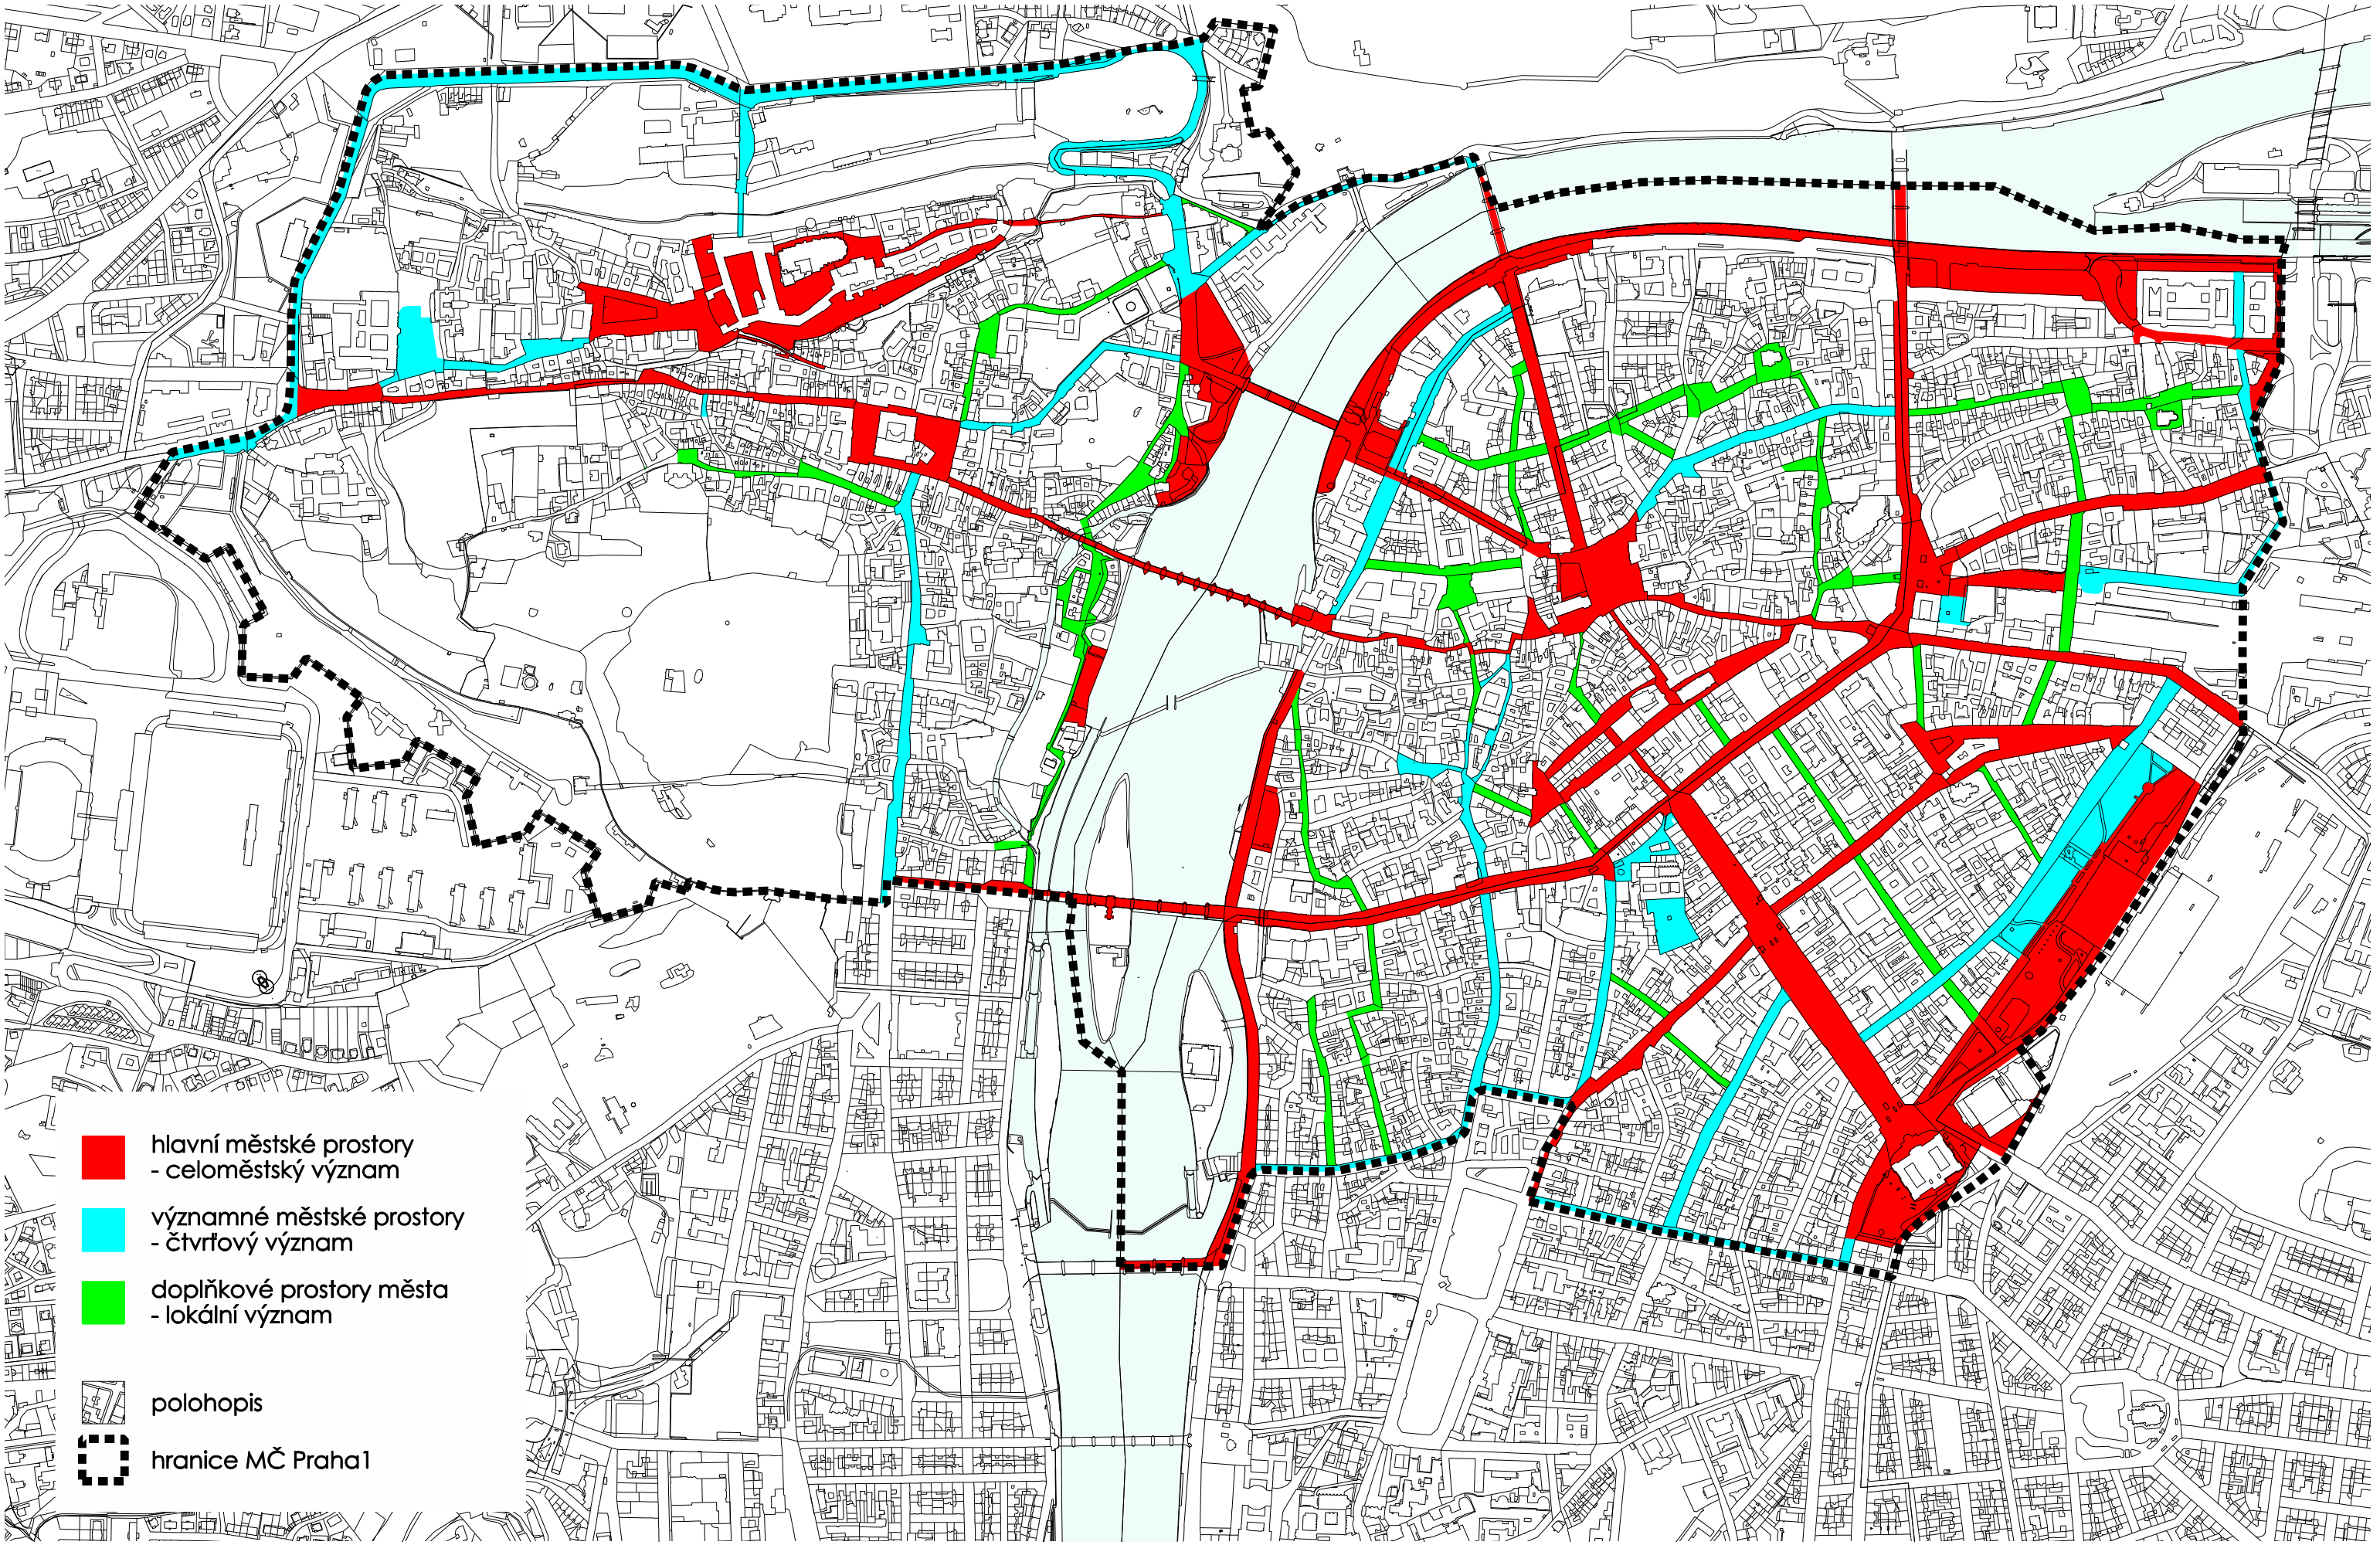 hlavní městské prostory
- celoměstský význam
významné městské prostory
- čtvrťový význam
doplňkové prostory města
- lokální význam
polohopis
hranice MČ Praha1